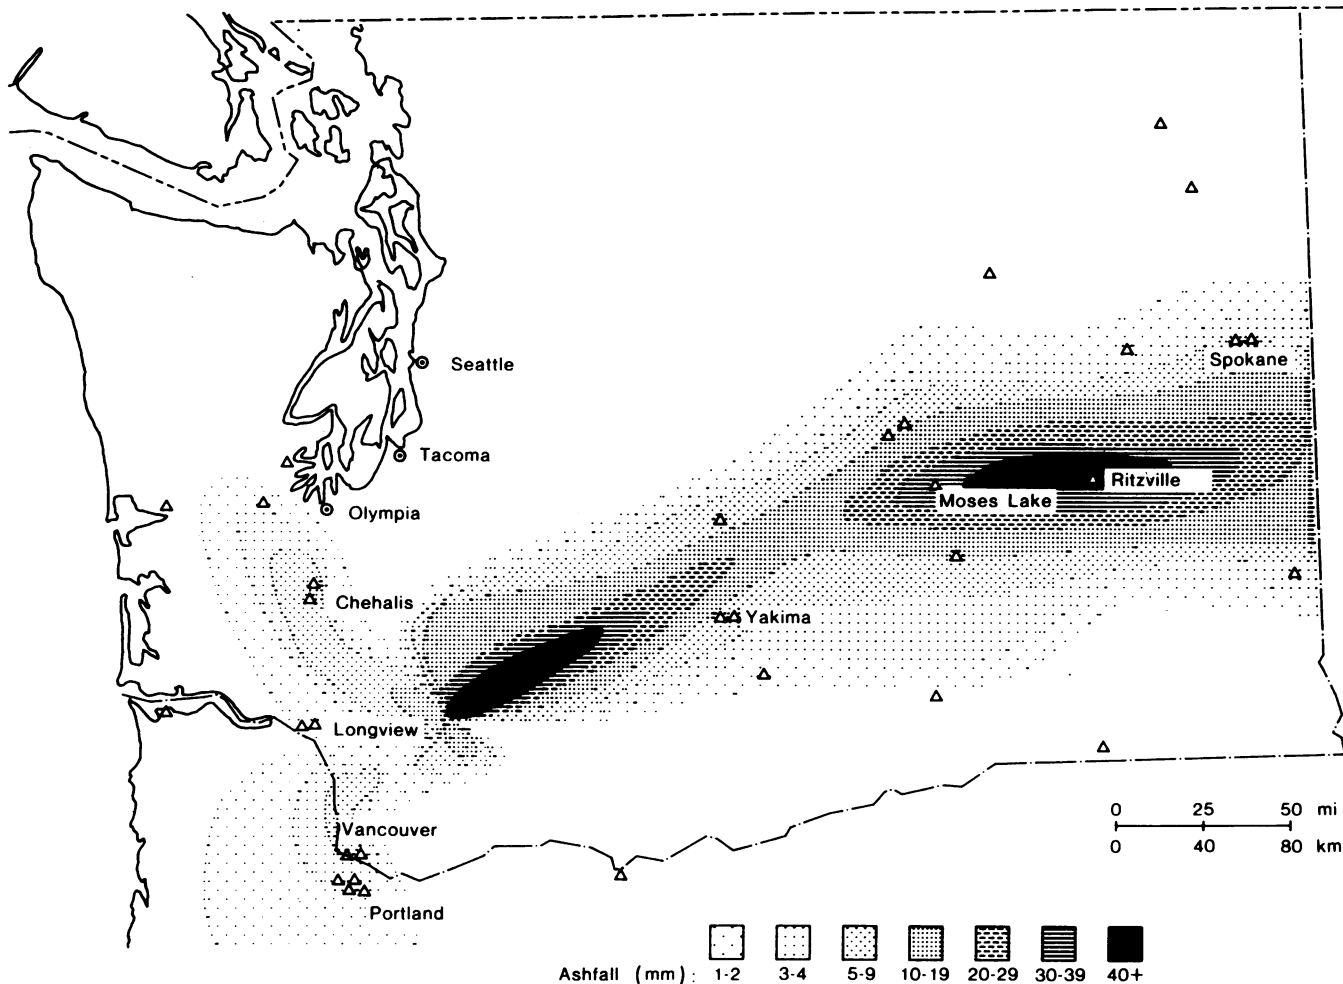 Seattle
Tacoma
Olympia
Chehalis
Longview
Vancouver
Portland
Yakima
Moses Lake
Ritzville
Spokane
0 25 50 mi
0 40 80 km
Ashfall (mm): 1-2 3-4 5-9 10-19 20-29 30-39 40+